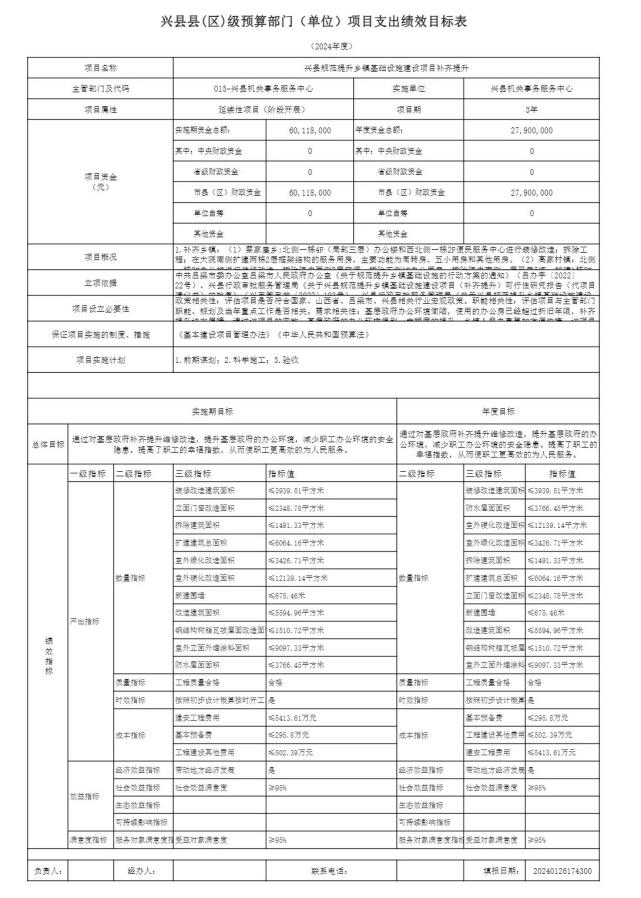 兴县县(区)级预算部门（单位）项目支出绩效目标表
（2024年度）
项目名称 兴县规范提升乡镇基础设施建设项目补齐提升
主管部门及代码 015-兴县机关事务服务中心 实施单位 兴县机关事务服务中心
项目属性 延续性项目（阶段开展） 项目期 3年
项目资金（元）
实施期资金总额： 60,118,000 年度资金总额： 27,900,000
其中：中央财政资金 0 其中：中央财政资金 0
省级财政资金 0 省级财政资金 0
市县（区）财政资金 60,118,000 市县（区）财政资金 27,900,000
单位自筹 0 单位自筹 0
其他资金 其他资金
项目概况
1.补齐乡镇：（1）蔡家崖乡:北侧一栋4F（局部三层）办公楼和西北侧一栋2F便民服务中心进行装修改造；拆除工
程；在大院南侧扩建两栋2层框架结构的服务用房，主要功能为周转房、五小用房和其他用房。（2）高家村镇：北侧
立项依据
中共吕梁市委办公室吕梁市人民政府办公室《关于规范提升乡镇基础设施的行动方案的通知》（吕办字〔2022〕
22号）、兴县行政审批服务管理局《关于兴县规范提升乡镇基础设施建设项目（补齐提升）可行性研究报告（代项目
项目设立必要性
政策相关性：评估项目是否符合国家、山西省、吕梁市、兴县相关行业宏观政策。职能相关性：评估项目与主管部门
职能、规划及当年重点工作是否相关。需求相关性：基层政府办公环境简陋，使用的办公房已经超过折旧年限，补齐
保证项目实施的制度、措施 《基本建设项目管理办法》《中华人民共和国预算法》
项目实施计划 1.前期谋划；2.科学施工；3.验收
实施期目标 年度目标
总体目标
通过对基层政府补齐提升维修改造，提升基层政府的办公环境，减少职工办公环境的安全
隐患。提高了职工的幸福指数，从而使职工更高效的为人民服务。
通过对基层政府补齐提升维修改造，提升基层政府的办
公环境，减少职工办公环境的安全隐患。提高了职工的
幸福指数，从而使职工更高效的为人民服务。
绩效指标
一级指标 二级指标 三级指标 指标值 二级指标 三级指标 指标值
产出指标
数量指标 数量指标
装修改造建筑面积 ≤3939.51平方米 装修改造建筑面积 ≤3939.51平方米
立面门窗改造面积 ≤2348.78平方米 防水屋面面积 ≤3766.45平方米
拆除建筑面积 ≤1491.33平方米 室外硬化改造面积 ≤12139.14平方米
扩建建筑总面积 ≤6064.16平方米 室外绿化改造面积 ≤3426.71平方米
室外绿化改造面积 ≤3426.71平方米 拆除建筑面积 ≤1491.33平方米
室外硬化改造面积 ≤12139.14平方米 扩建建筑总面积 ≤6064.16平方米
新建围墙 ≤675.46米 立面门窗改造面积 ≤2348.78平方米
改造建筑面积 ≤5594.96平方米 新建围墙 ≤675.46米
钢结构树脂瓦坡屋面改造面 ≤1510.72平方米 改造建筑面积 ≤5594.96平方米
室外立面外墙涂料面积 ≤9097.33平方米 钢结构树脂瓦坡屋 ≤1510.72平方米
防水屋面面积 ≤3766.45平方米 室外立面外墙涂料 ≤9097.33平方米
质量指标 工程质量合格 合格 质量指标 工程质量合格 合格
时效指标 按照初步设计概算按时开工 是 时效指标 按照初步设计概算 是
成本指标 成本指标
建安工程费用 ≤5413.61万元 基本预备费 ≤295.8万元
基本预备费 ≤295.8万元 工程建设其他费用 ≤502.39万元
工程建设其他费用 ≤502.39万元 建安工程费用 ≤5413.61万元
效益指标
经济效益指标 带动地方经济发展 是 经济效益指标 带动地方经济发展 是
社会效益指标 社会效益满意度 ≥95% 社会效益指标 社会效益满意度 ≥95%
生态效益指标 生态效益指标
可持续影响指标 可持续影响指标
满意度指标 服务对象满意度指标 受益对象满意度 ≥95% 服务对象满意度指标 受益对象满意度 ≥95%
负责人： 经办人： 联系电话： 填报日期： 20240126174300